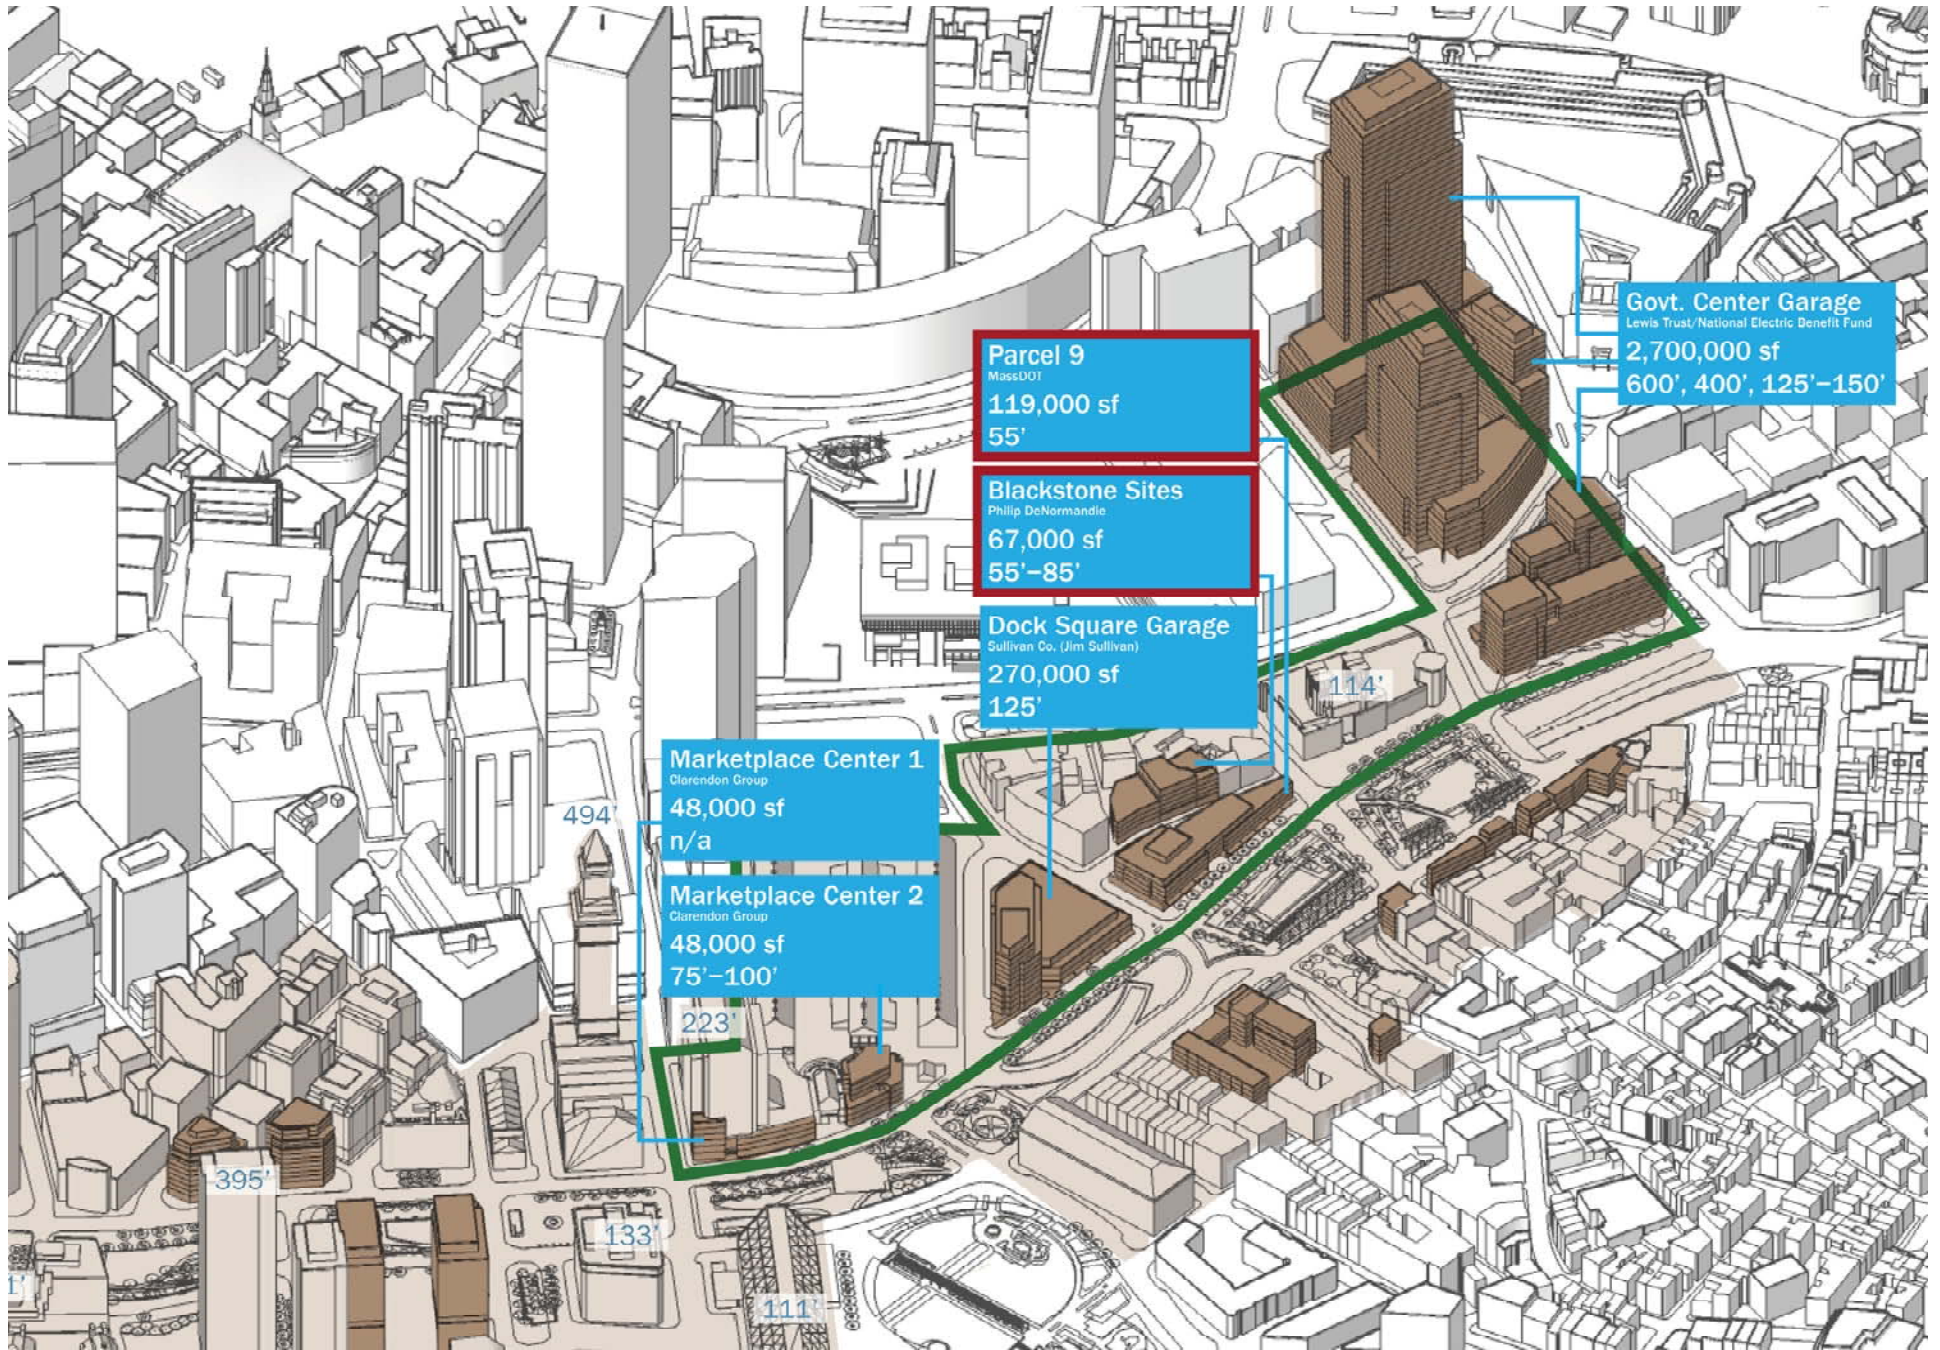 Govt. Center Garage
Lewis Trust/National Electric Benefit Fund
2,700,000 sf
600', 400', 125'–150'
Parcel 9
MassDOT
119,000 sf
55'
Blackstone Sites
Philip DeNormandie
67,000 sf
55'–85'
Dock Square Garage
Sullivan Co. (Jim Sullivan)
270,000 sf
125'
114'
Marketplace Center 1
Clarendon Group
48,000 sf
n/a
494'
Marketplace Center 2
Clarendon Group
48,000 sf
75'–100'
223'
395'
133'
111'